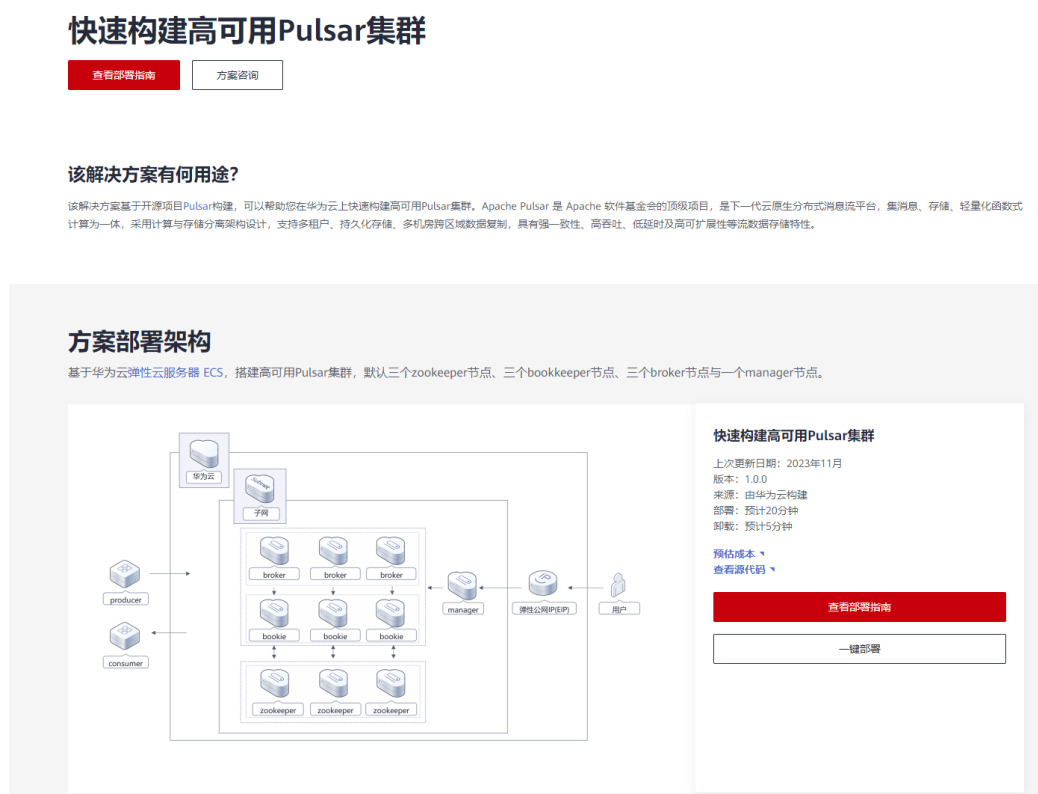 快速构建高可用Pulsar集群
查看部署指南
方案咨询
该解决方案有何用途?
该解决方案基于开源项目Pulsar构建，可以帮助您在华为云上快速构建高可用Pulsar集群。Apache Pulsar 是 Apache 软件基金会的顶级项目，是下一代云原生分布式消息流平台，集消息、存储、轻量化函数式
计算为一体，采用计算与存储分离架构设计，支持多租户、持久化存储、多机房跨区域数据复制，具有强一致性、高吞吐、低延时及高可扩展性等流数据存储特性。
方案部署架构
基于华为云弹性云服务器 ECS，搭建高可用Pulsar集群，默认三个zookeeper节点、三个bookkeeper节点、三个broker节点与一个manager节点。
华为云
Subnet
子网
broker
broker
broker
producer
manager
IP
弹性公网IP(EIP)
用户
bookie
bookie
bookie
consumer
zookeeper
zookeeper
zookeeper
快速构建高可用Pulsar集群
上次更新日期：2023年11月
版本：1.0.0
来源：由华为云构建
部署：预计20分钟
卸载：预计5分钟
预估成本
查看源代码
查看部署指南
一键部署